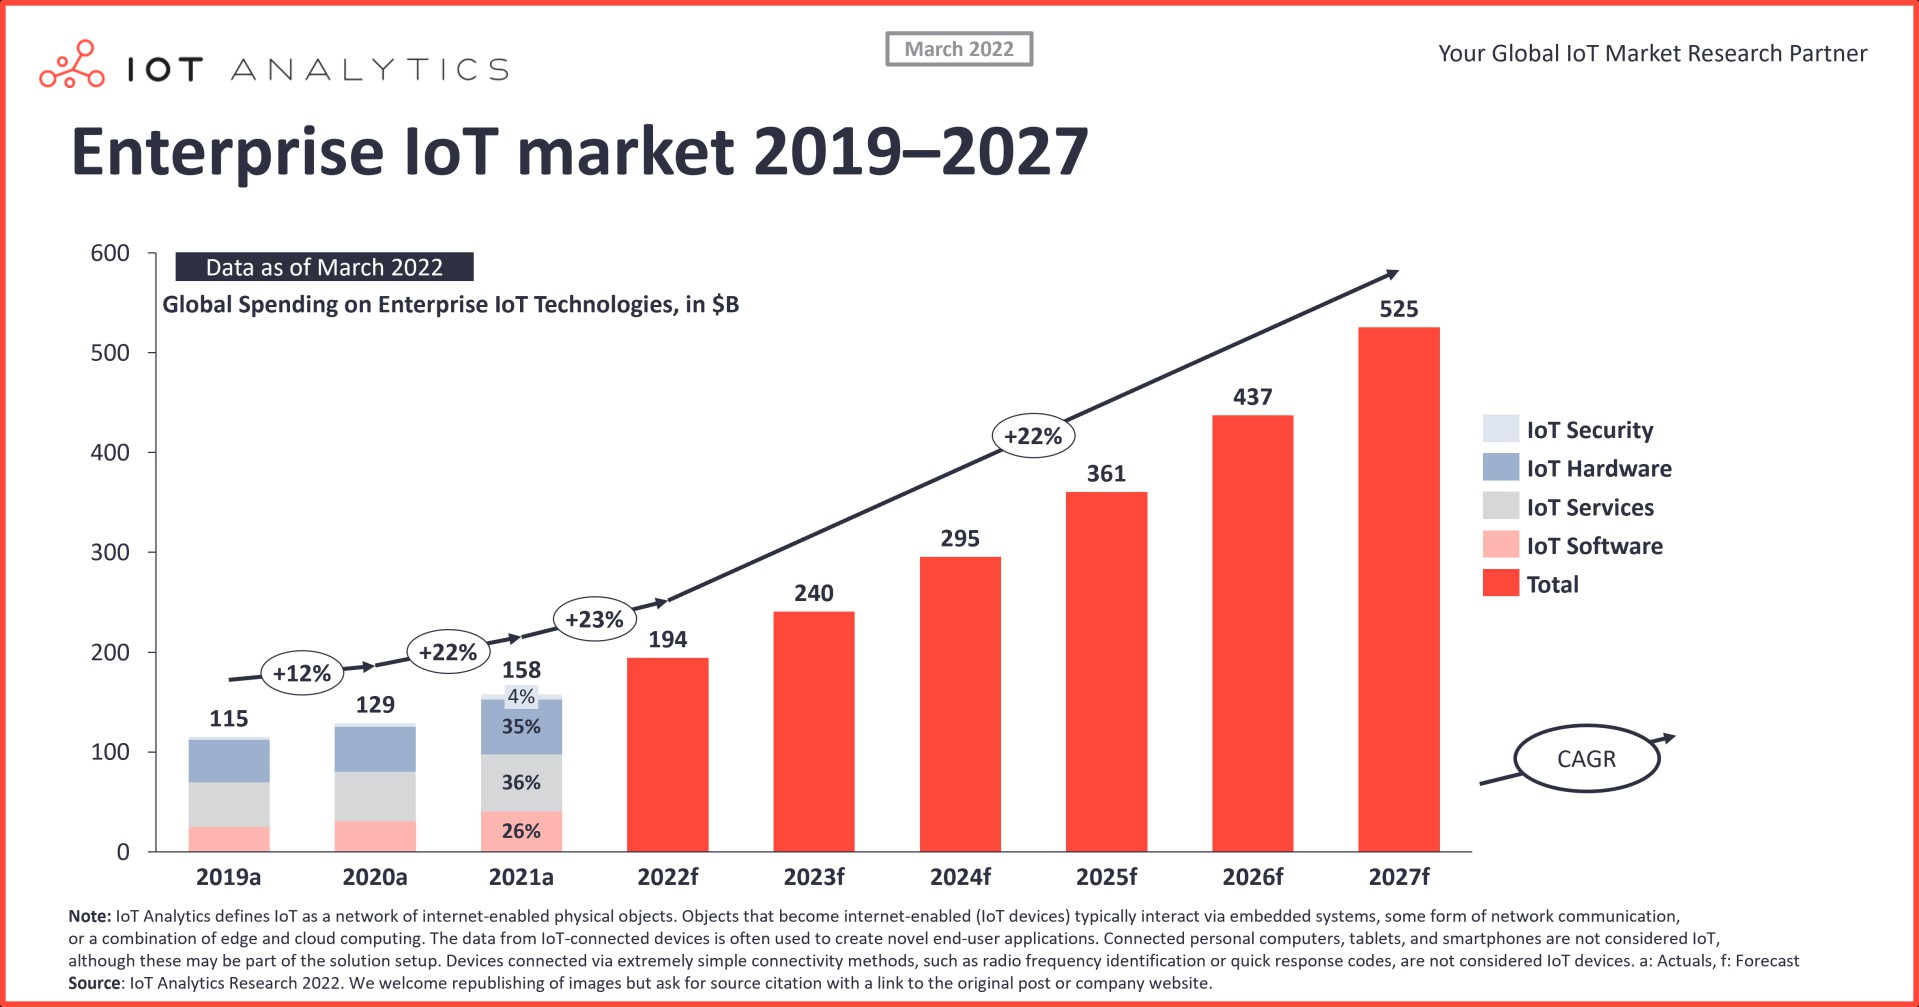 IOT ANALYTICS
March 2022
Your Global IoT Market Research Partner
Enterprise IoT market 2019–2027
Data as of March 2022
Global Spending on Enterprise IoT Technologies, in $B
600
500
400
300
200
100
0
+12%
+22%
+23%
+22%
115
129
158
194
240
295
361
437
525
4%
35%
36%
26%
2019a
2020a
2021a
2022f
2023f
2024f
2025f
2026f
2027f
IoT Security
IoT Hardware
IoT Services
IoT Software
Total
CAGR
Note: IoT Analytics defines IoT as a network of internet-enabled physical objects. Objects that become internet-enabled (IoT devices) typically interact via embedded systems, some form of network communication,
or a combination of edge and cloud computing. The data from IoT-connected devices is often used to create novel end-user applications. Connected personal computers, tablets, and smartphones are not considered IoT,
although these may be part of the solution setup. Devices connected via extremely simple connectivity methods, such as radio frequency identification or quick response codes, are not considered IoT devices. a: Actuals, f: Forecast
Source: IoT Analytics Research 2022. We welcome republishing of images but ask for source citation with a link to the original post or company website.